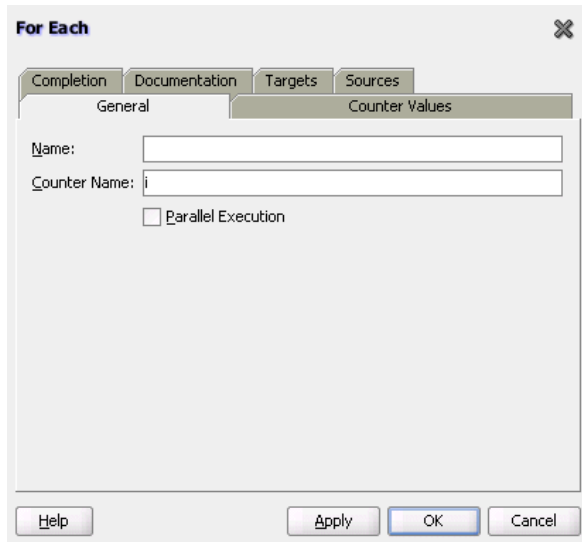 For Each
Completion Documentation Targets Sources
General Counter Values
Name:
Counter Name: i
Parallel Execution
Help Apply OK Cancel